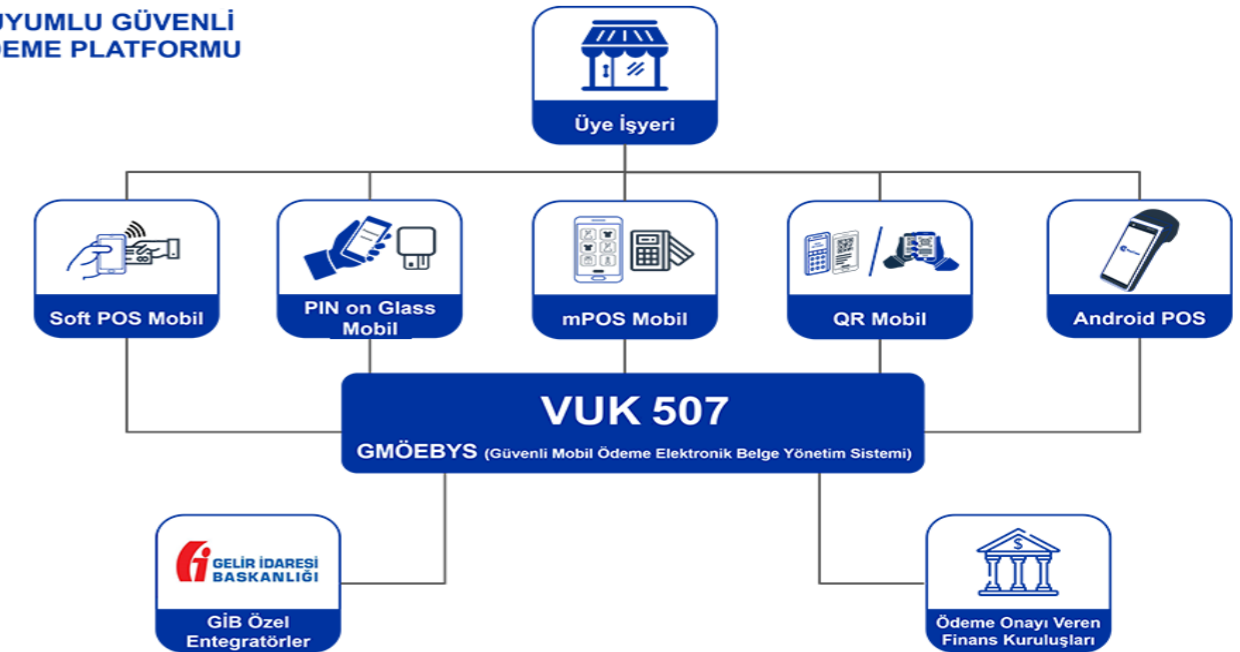 UYUMLU GÜVENLİ
DEME PLATFORMU
Üye İşyeri
Soft POS Mobil
PIN on Glass
Mobil
mPOS Mobil
QR Mobil
Android POS
VUK 507
GMÖEBYS (Güvenli Mobil Ödeme Elektronik Belge Yönetim Sistemi)
GELİR İDARESİ
BAŞKANLIĞI
GİB Özel
Entegratörler
$
Ödeme Onayı Veren
Finans Kuruluşları